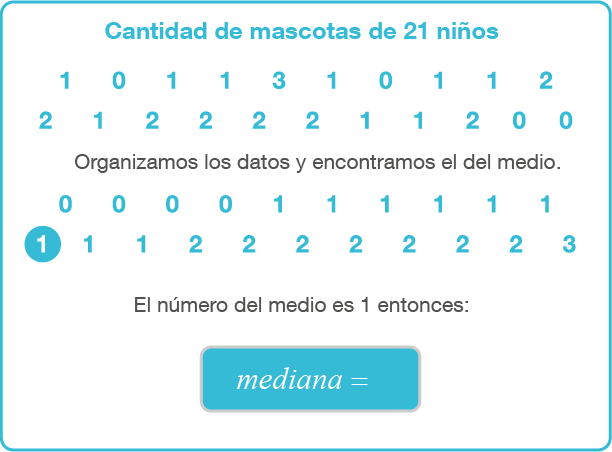 Cantidad de mascotas de 21 niños
1 0 1 1 3 1 0 1 1 2
2 1 2 2 2 2 1 1 2 0 0
Organizamos los datos y encontramos el del medio.
0 0 0 0 1 1 1 1 1 1
1 1 1 2 2 2 2 2 2 2 3
El número del medio es 1 entonces:
mediana =